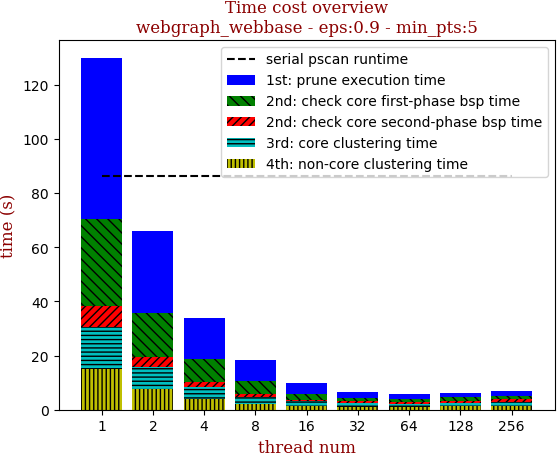 Time cost overview
webgraph_webbase - eps:0.9 - min_pts:5
serial pscan runtime
1st: prune execution time
2nd: check core first-phase bsp time
2nd: check core second-phase bsp time
3rd: core clustering time
4th: non-core clustering time
time (s)
120
100
80
60
40
20
0
1 2 4 8 16 32 64 128 256
thread num